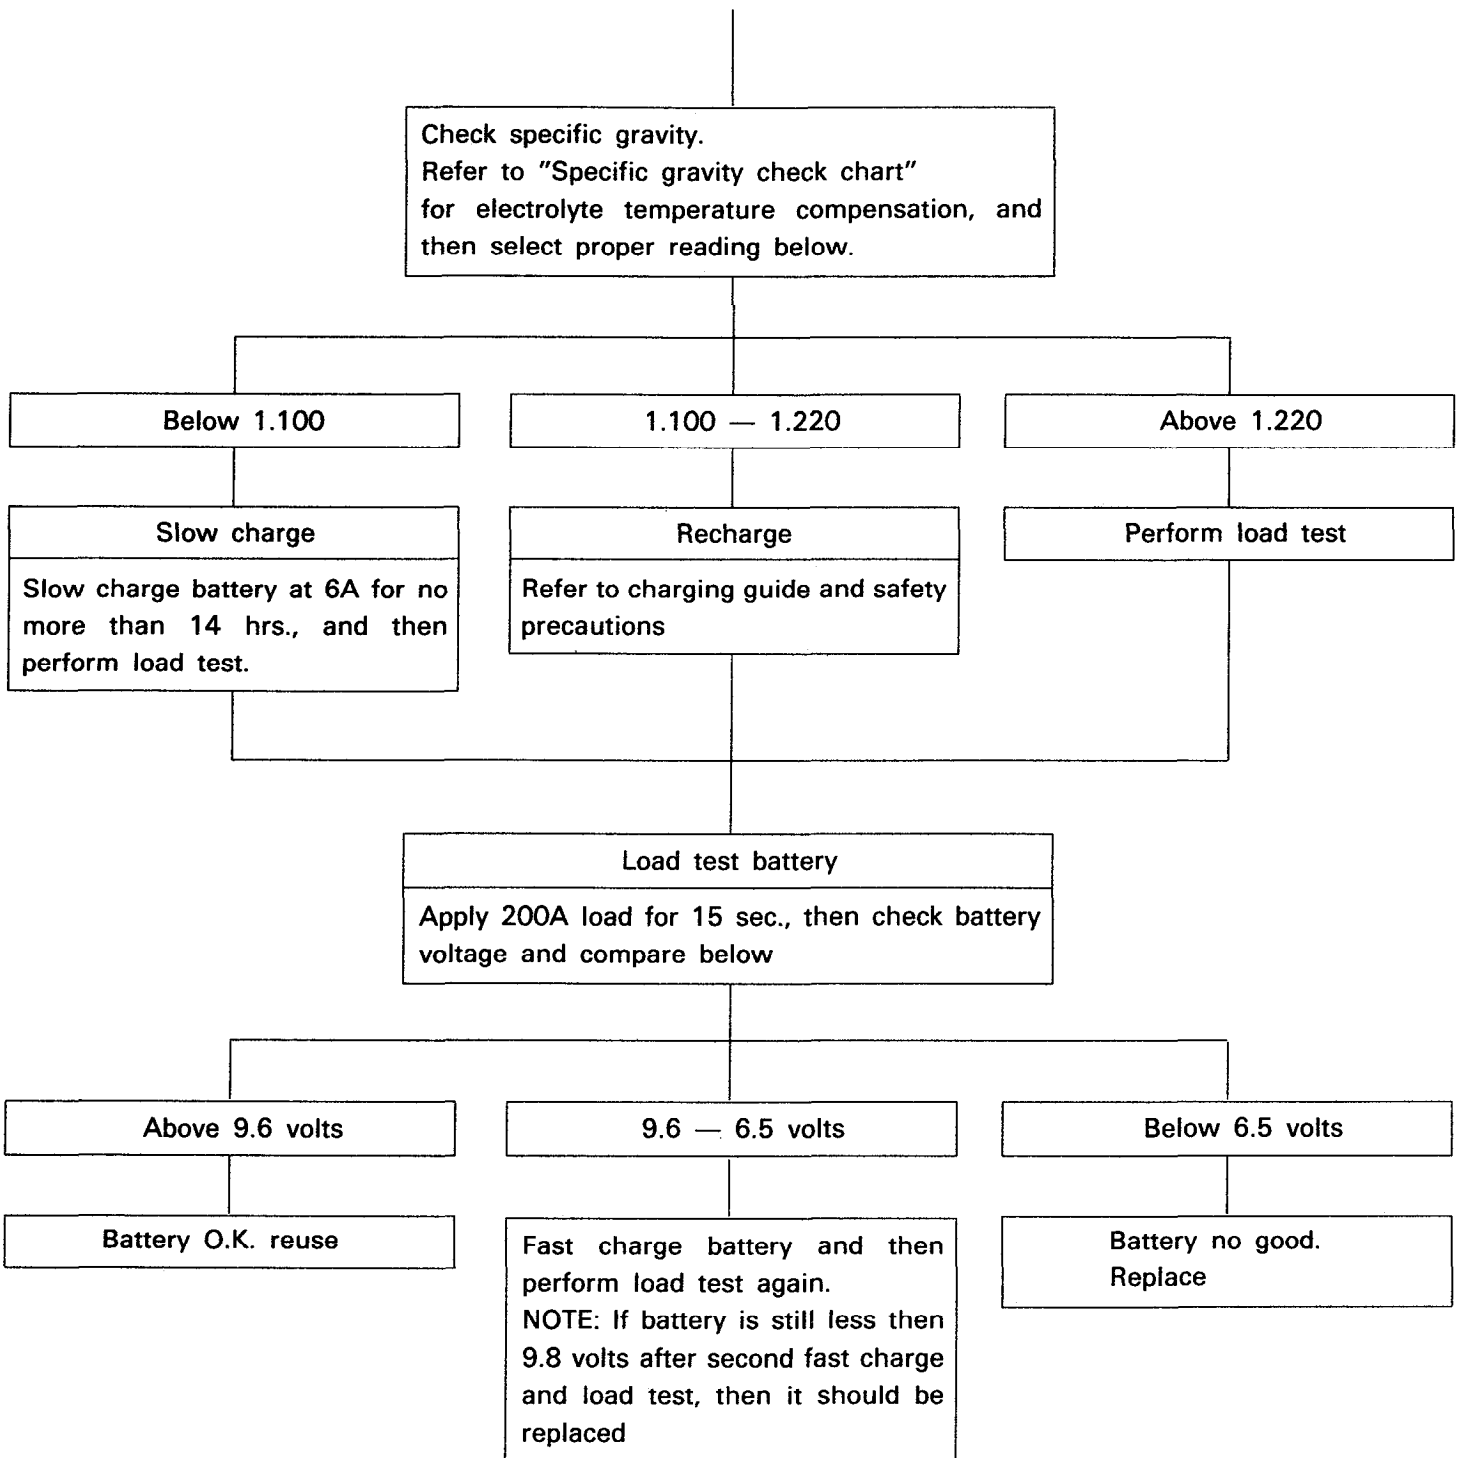 Check specific gravity.
Refer to "Specific gravity check chart"
for electrolyte temperature compensation, and
then select proper reading below.
Below 1.100
1.100 — 1.220
Above 1.220
Slow charge
Slow charge battery at 6A for no
more than 14 hrs., and then
perform load test.
Recharge
Refer to charging guide and safety
precautions
Perform load test
Load test battery
Apply 200A load for 15 sec., then check battery
voltage and compare below
Above 9.6 volts
9.6 — 6.5 volts
Below 6.5 volts
Battery O.K. reuse
Fast charge battery and then
perform load test again.
NOTE: If battery is still less then
9.8 volts after second fast charge
and load test, then it should be
replaced
Battery no good.
Replace